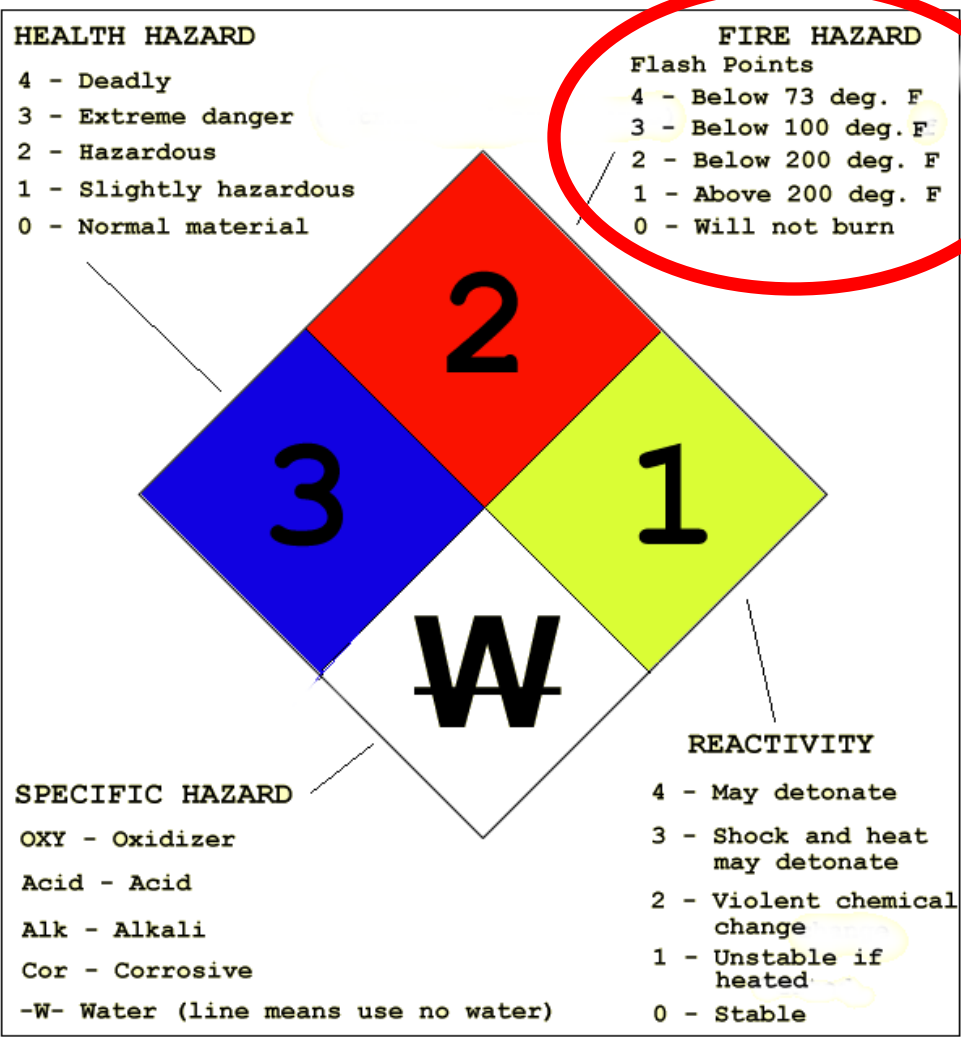 HEALTH HAZARD
4 - Deadly
3 - Extreme danger
2 - Hazardous
1 - Slightly hazardous
0 - Normal material
FIRE HAZARD
Flash Points
4 - Below 73 deg. F
3 - Below 100 deg. F
2 - Below 200 deg. F
1 - Above 200 deg. F
0 - Will not burn
2
3
1
W
SPECIFIC HAZARD
OXY - Oxidizer
Acid - Acid
Alk - Alkali
Cor - Corrosive
-W- Water (line means use no water)
REACTIVITY
4 - May detonate
3 - Shock and heat
may detonate
2 - Violent chemical
change
1 - Unstable if
heated
0 - Stable